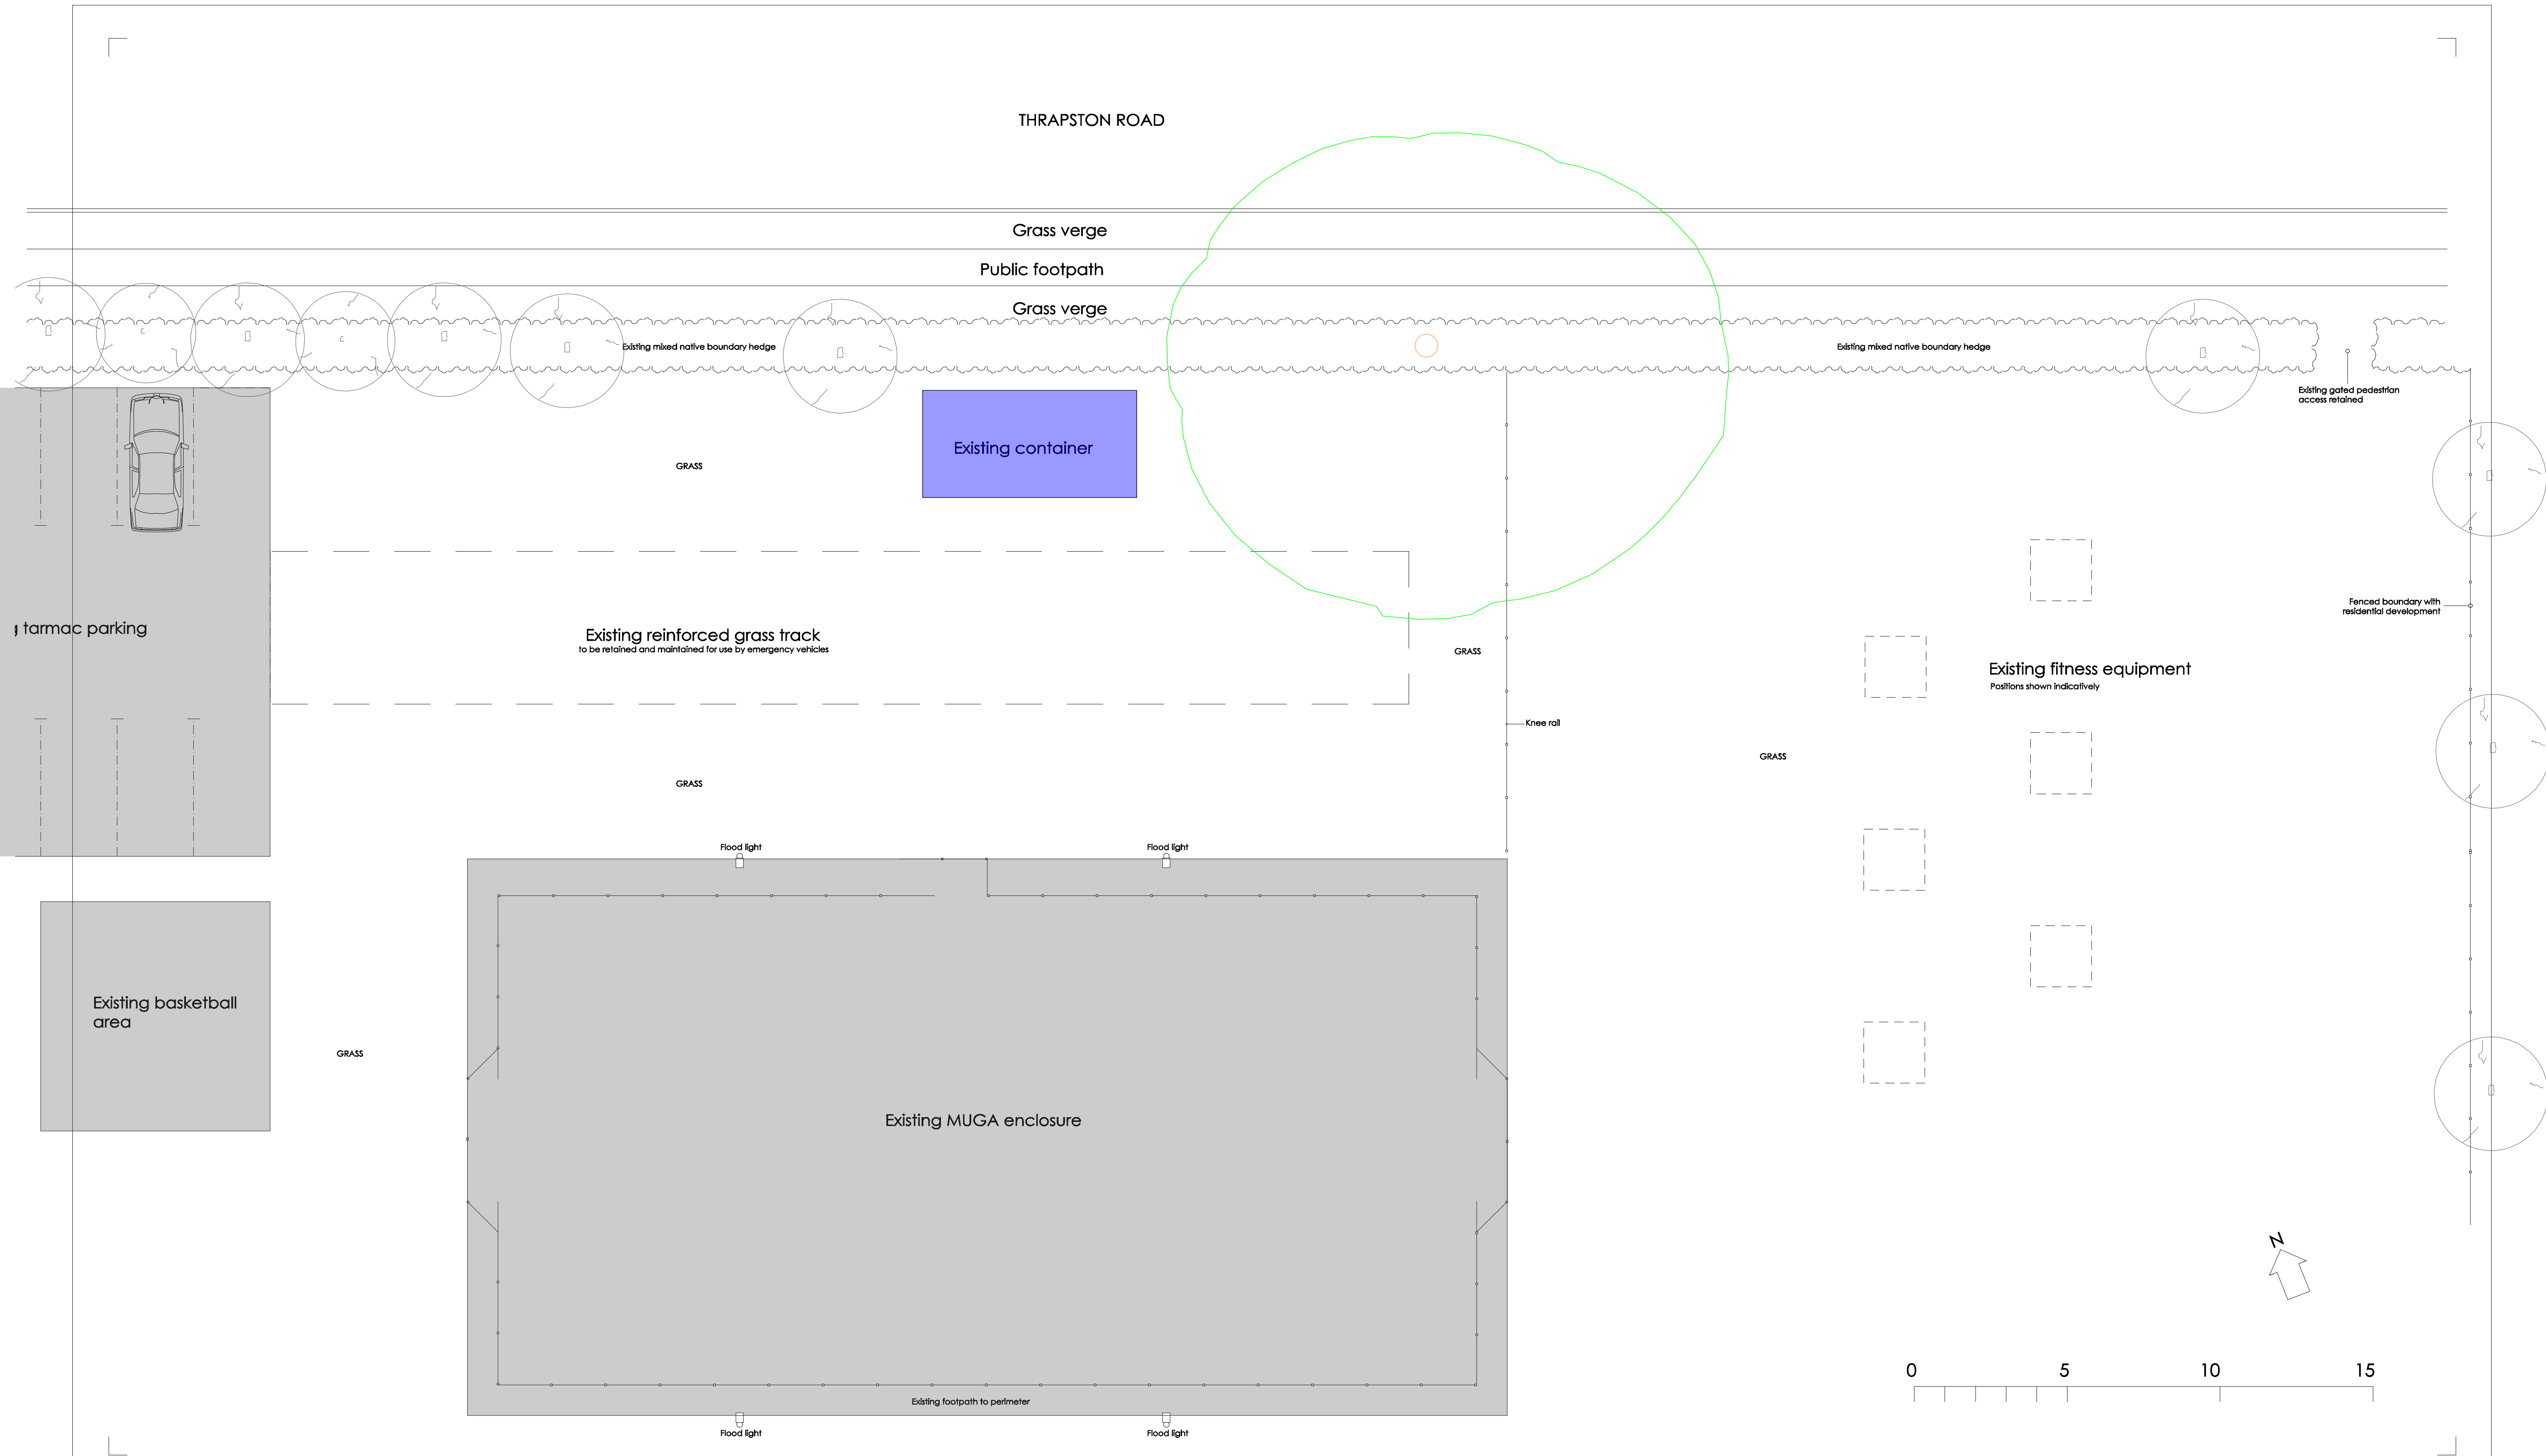 THRAPSTON ROAD
Grass verge
Public footpath
Grass verge
Existing mixed native boundary hedge
Existing mixed native boundary hedge
Existing gated pedestrian
access retained
Existing container
GRASS
Fenced boundary with
residential development
tarmac parking
Existing reinforced grass track
to be retained and maintained for use by emergency vehicles
GRASS
Existing fitness equipment
Positions shown indicatively
Knee rail
GRASS
GRASS
Flood light
Flood light
Existing basketball
area
GRASS
Existing MUGA enclosure
N
0 5 10 15
Existing footpath to perimeter
Flood light
Flood light